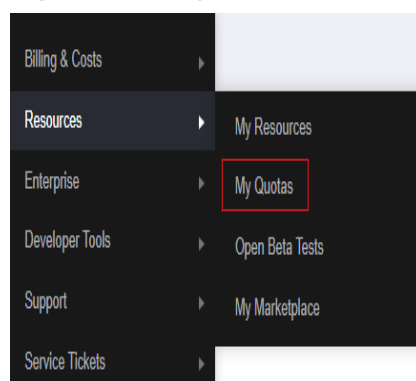 Billing & Costs
Resources
Enterprise
Developer Tools
Support
Service Tickets
My Resources
My Quotas
Open Beta Tests
My Marketplace